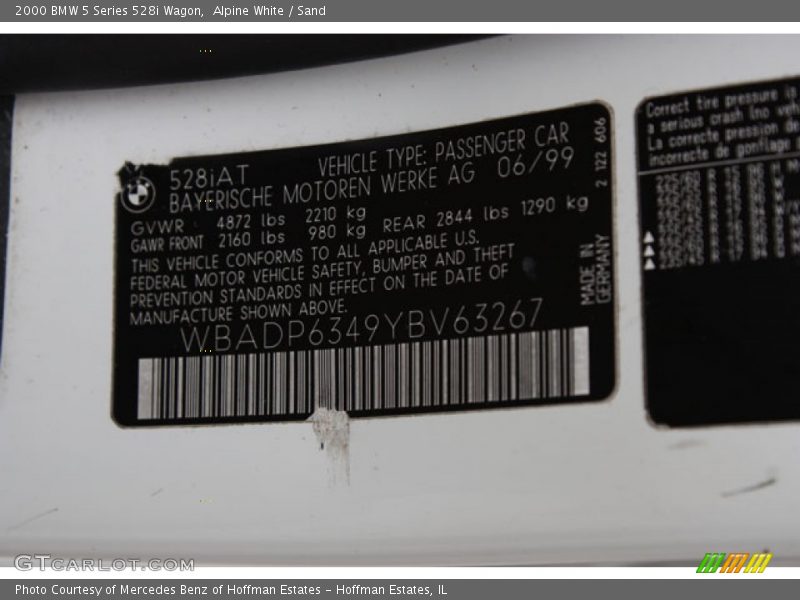 2000 BMW 5 Series 528i Wagon, Alpine White / Sand
528iAT
VEHICLE TYPE: PASSENGER CAR
BAYERISCHE MOTOREN WERKE AG 06/99
GVWR 4872 lbs 2210 kg
GAWR FRONT 2160 lbs 980 kg REAR 2844 lbs 1290 kg
THIS VEHICLE CONFORMS TO ALL APPLICABLE U.S.
FEDERAL MOTOR VEHICLE SAFETY, BUMPER AND THEFT
PREVENTION STANDARDS IN EFFECT ON THE DATE OF
MANUFACTURE SHOWN ABOVE.
WBADP6349YBV63267
2 122 606
MADE IN
GERMANY
Correct tire pressure is
a serious crash (no veh
La correcte pression de
incorrecte de gonflage
GTCARLOT.COM
Photo Courtesy of Mercedes Benz of Hoffman Estates - Hoffman Estates, IL